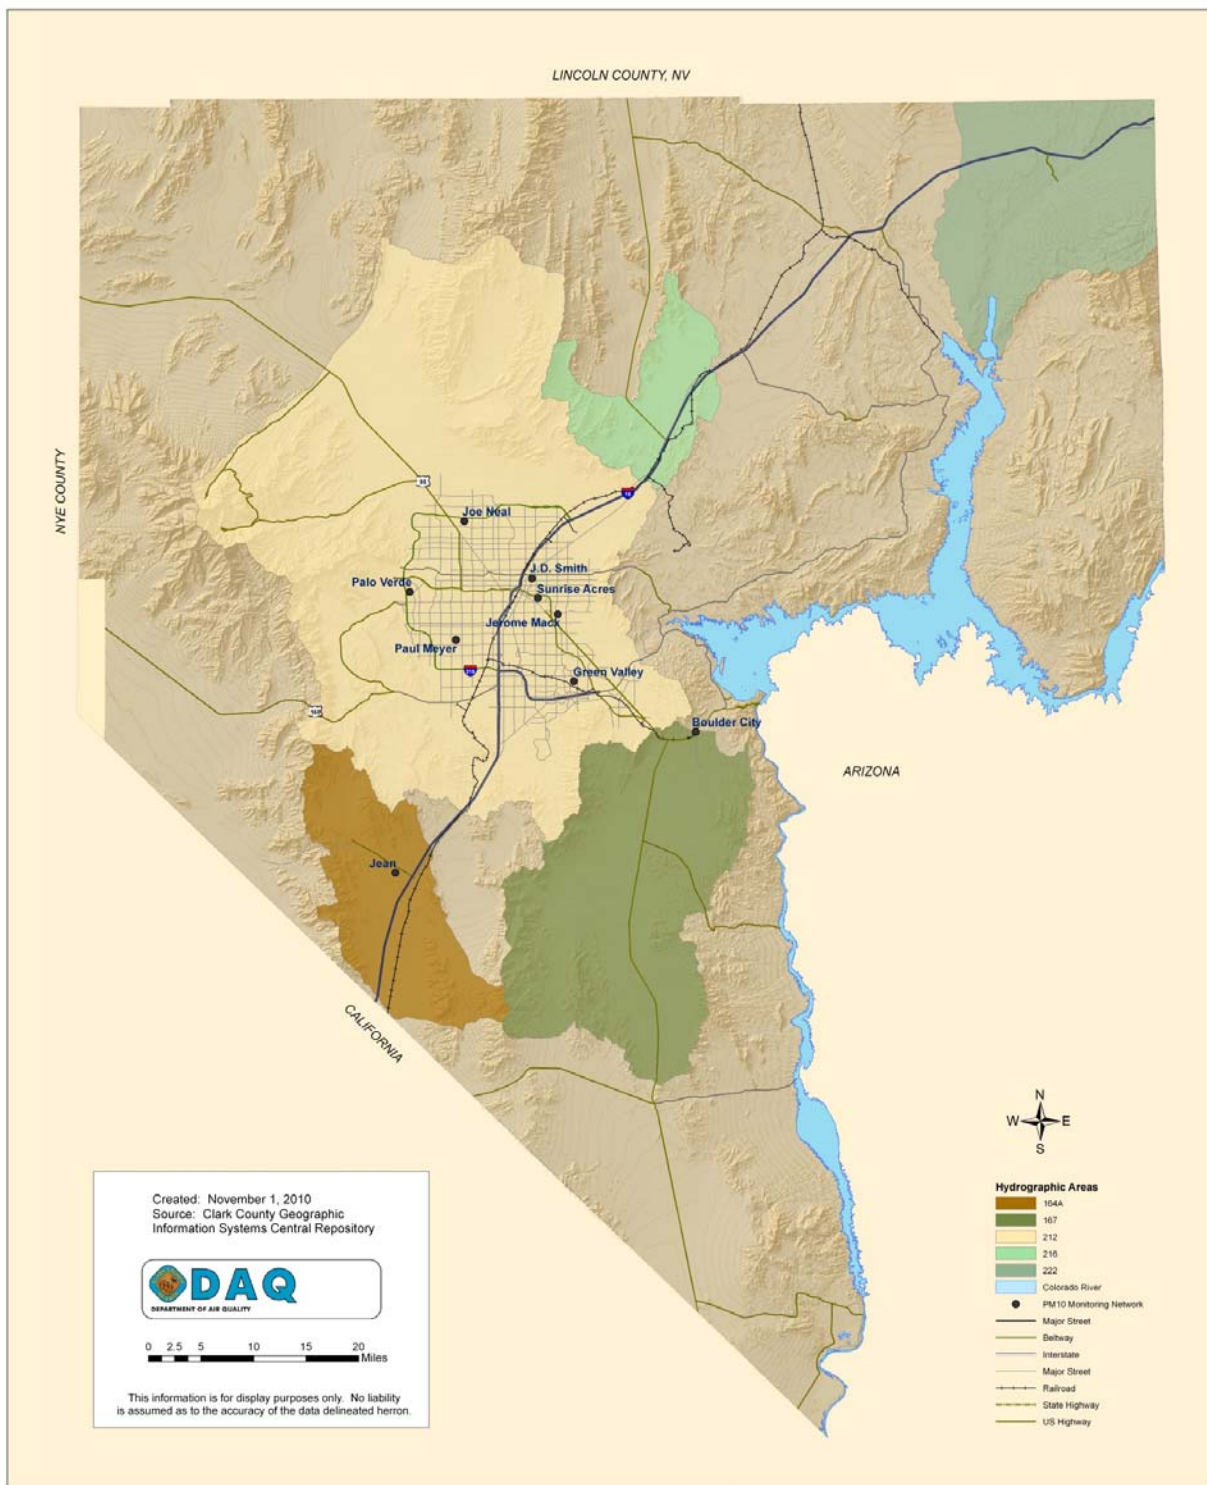 LINCOLN COUNTY, NV
NYE COUNTY
95
15
Joe Neal
J.D. Smith
Palo Verde
Sunrise Acres
Jerome Mack
Paul Meyer
215
Green Valley
160
Boulder City
ARIZONA
Jean
CALIFORNIA
N
W E
S
Created: November 1, 2010
Source: Clark County Geographic
Information Systems Central Repository
DAQ
DEPARTMENT OF AIR QUALITY
0 2.5 5 10 15 20
Miles
This information is for display purposes only. No liability
is assumed as to the accuracy of the data delineated herron.
Hydrographic Areas
164A
167
212
216
222
Colorado River
PM10 Monitoring Network
Major Street
Beltway
Interstate
Major Street
Railroad
State Highway
US Highway